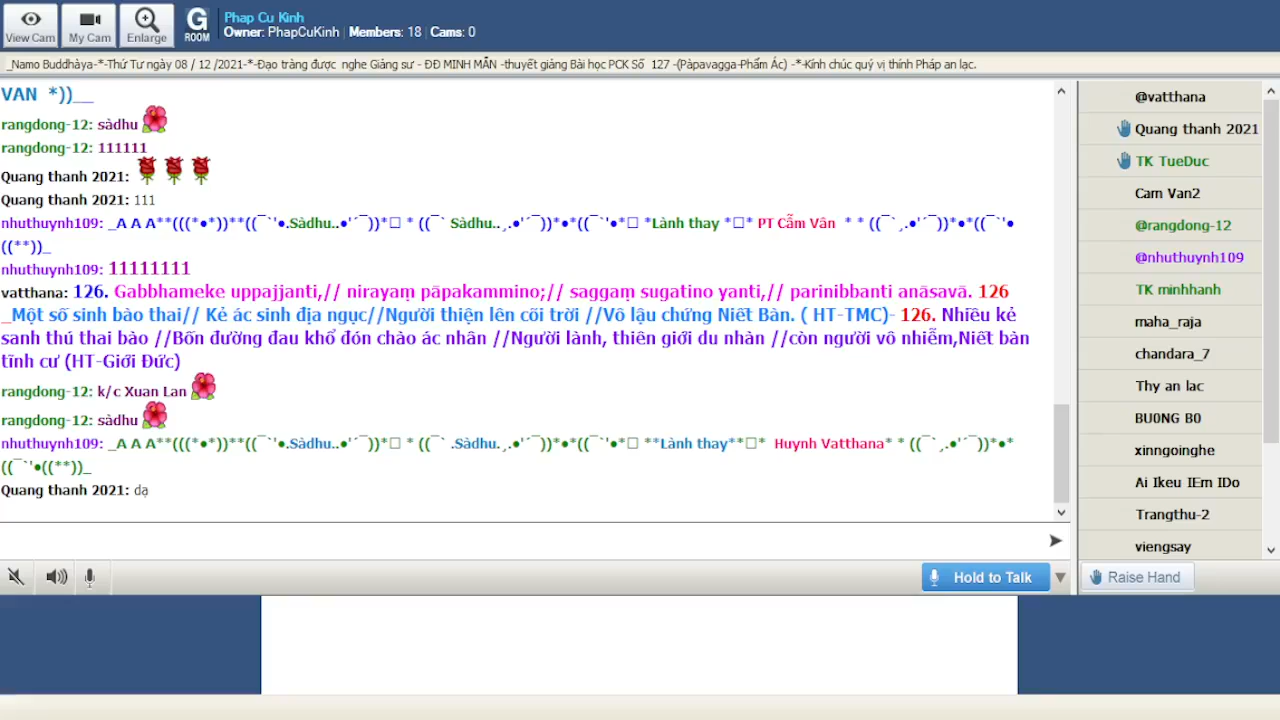 Phap Cu Kinh
Owner: PhapCuKinh Members: 18 Cams: 0
View Cam My Cam Enlarge G ROOM
_Namo Buddhàya-*-Thứ Tư ngày 08 / 12 /2021-*-Đạo tràng được nghe Giảng sư - ĐĐ MINH MẪN -thuyết giảng Bài học PCK Số 127 -(Pàpavagga-Phẩm Ác) -*-Kính chúc quý vị thính Pháp an lạc.
VAN *))__
rangdong-12: sàdhu
rangdong-12: 111111
Quang thanh 2021:
Quang thanh 2021: 111
nhuthuynh109: _A A A**(((*•*))**((¯`'•.Sàdhu..•'´¯))*□ * ((¯` Sàdhu..¸.•'´¯))*•*((¯`'•*□ *Lành thay *□* PT Cẩm Vân * * ((¯`¸.•'´¯))*•*((¯`'•
((**))_
nhuthuynh109: 11111111
vatthana: 126. Gabbhameke uppajjanti,// nirayaṃ pāpakammino;// saggaṃ sugatino yanti,// parinibbanti anāsavā. 126
_Một số sinh bào thai// Kẻ ác sinh địa ngục//Người thiện lên cõi trời //Vô lậu chứng Niết Bàn. ( HT-TMC)- 126. Nhiều kẻ
sanh thú thai bào //Bốn đường đau khổ đón chào ác nhân //Người lành, thiên giới du nhàn //còn người vô nhiễm,Niết bàn
tĩnh cư (HT-Giới Đức)
rangdong-12: k/c Xuan Lan
rangdong-12: sàdhu
nhuthuynh109: _A A A**(((*•*))**((¯`'•.Sàdhu..•'´¯))*□ * ((¯` .Sàdhu.¸.•'´¯))*•*((¯`'•*□ **Lành thay**□* Huynh Vatthana* * ((¯`¸.•'´¯))*•*
((¯`'•((**))_
Quang thanh 2021: dạ
@vatthana
Quang thanh 2021
TK TueDuc
Cam Van2
@rangdong-12
@nhuthuynh109
TK minhhanh
maha_raja
chandara_7
Thy an lac
BU0NG B0
xinngoinghe
Ai Ikeu IEm IDo
Trangthu-2
viengsay
Hold to Talk
Raise Hand